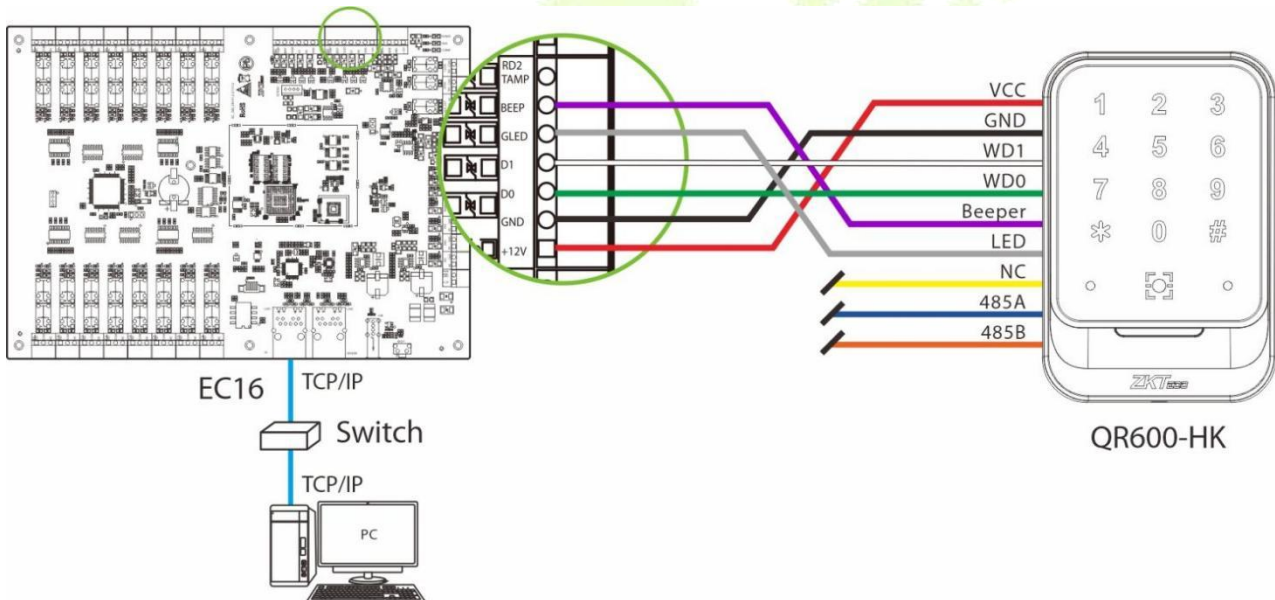 RD2
TAMP
BEEP
GLED
D1
D0
GND
+12V
VCC
GND
WD1
WD0
Beeper
LED
NC
485A
485B
1 2 3
4 5 6
7 8 9
* 0 #
ZKTeco
QR600-HK
EC16
TCP/IP
Switch
TCP/IP
PC